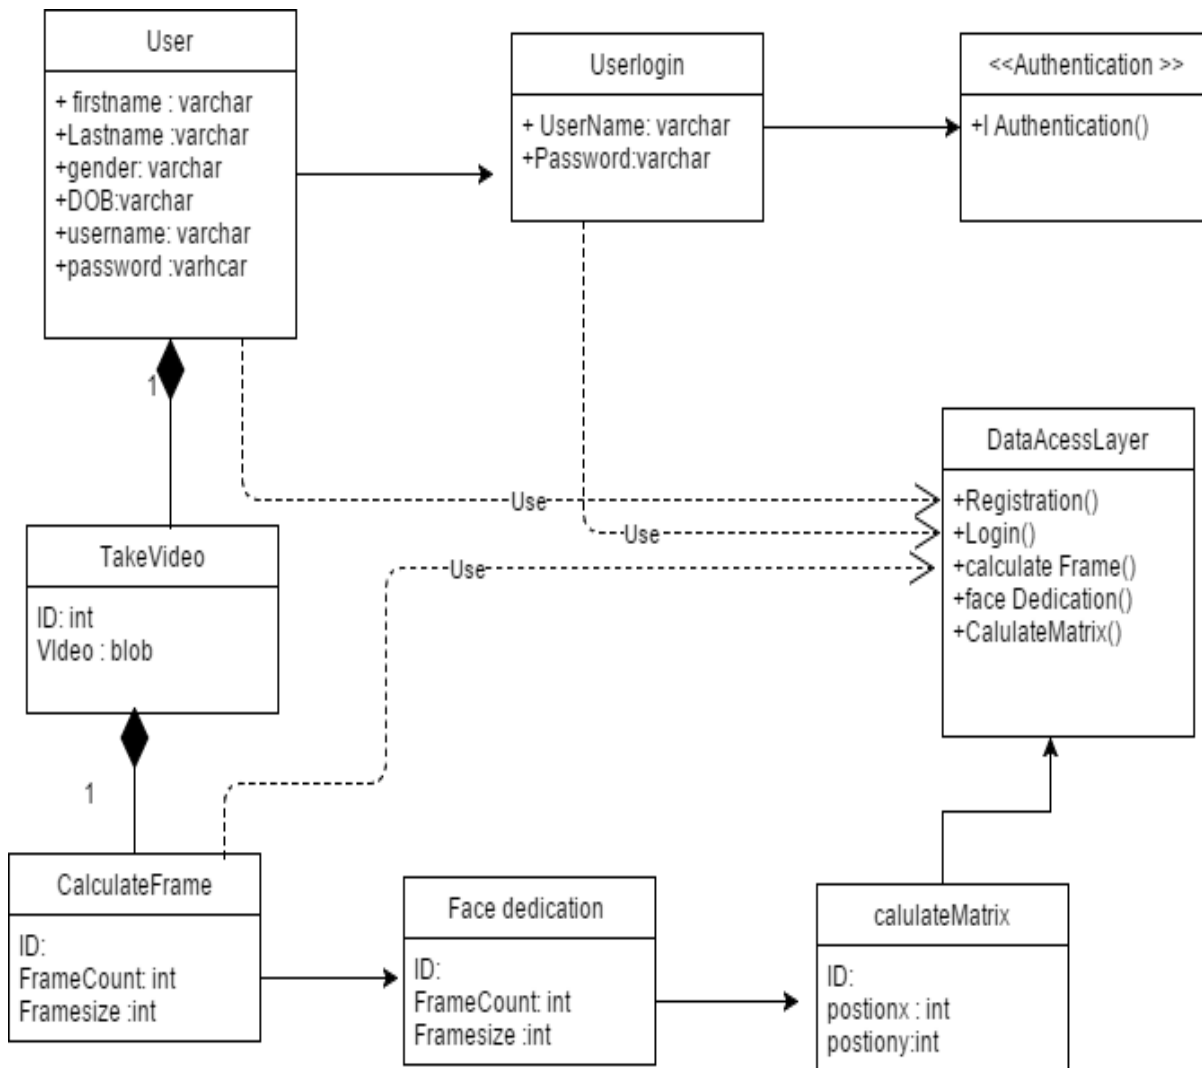 User
+ firstname : varchar
+Lastname :varchar
+gender: varchar
+DOB:varchar
+username: varchar
+password :varhcar
Userlogin
+ UserName: varchar
+Password:varchar
<<Authentication >>
+I Authentication()
1
Use
Use
Use
DataAcessLayer
+Registration()
+Login()
+calculate Frame()
+face Dedication()
+CalulateMatrix()
TakeVideo
ID: int
VIdeo : blob
1
CalculateFrame
ID:
FrameCount: int
Framesize :int
Face dedication
ID:
FrameCount: int
Framesize :int
calulateMatrix
ID:
postionx : int
postiony:int